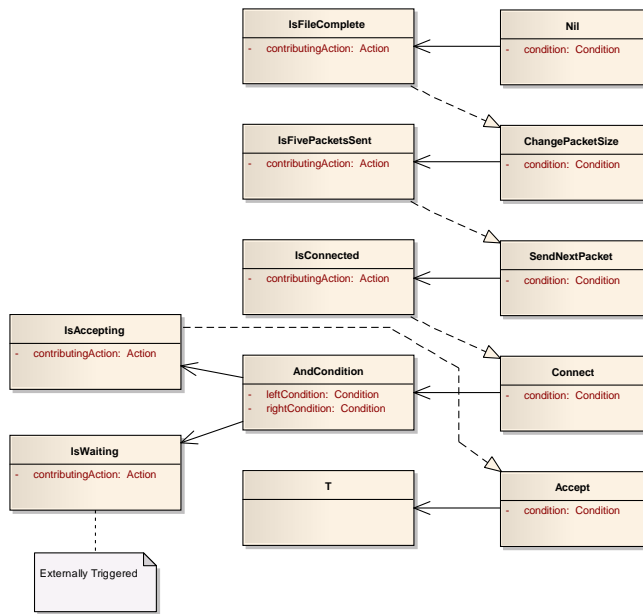 IsFileComplete
- contributingAction: Action
Nil
- condition: Condition
IsFivePacketsSent
- contributingAction: Action
ChangePacketSize
- condition: Condition
IsConnected
- contributingAction: Action
SendNextPacket
- condition: Condition
IsAccepting
- contributingAction: Action
AndCondition
- leftCondition: Condition
- rightCondition: Condition
Connect
- condition: Condition
IsWaiting
- contributingAction: Action
T
Accept
- condition: Condition
Externally Triggered